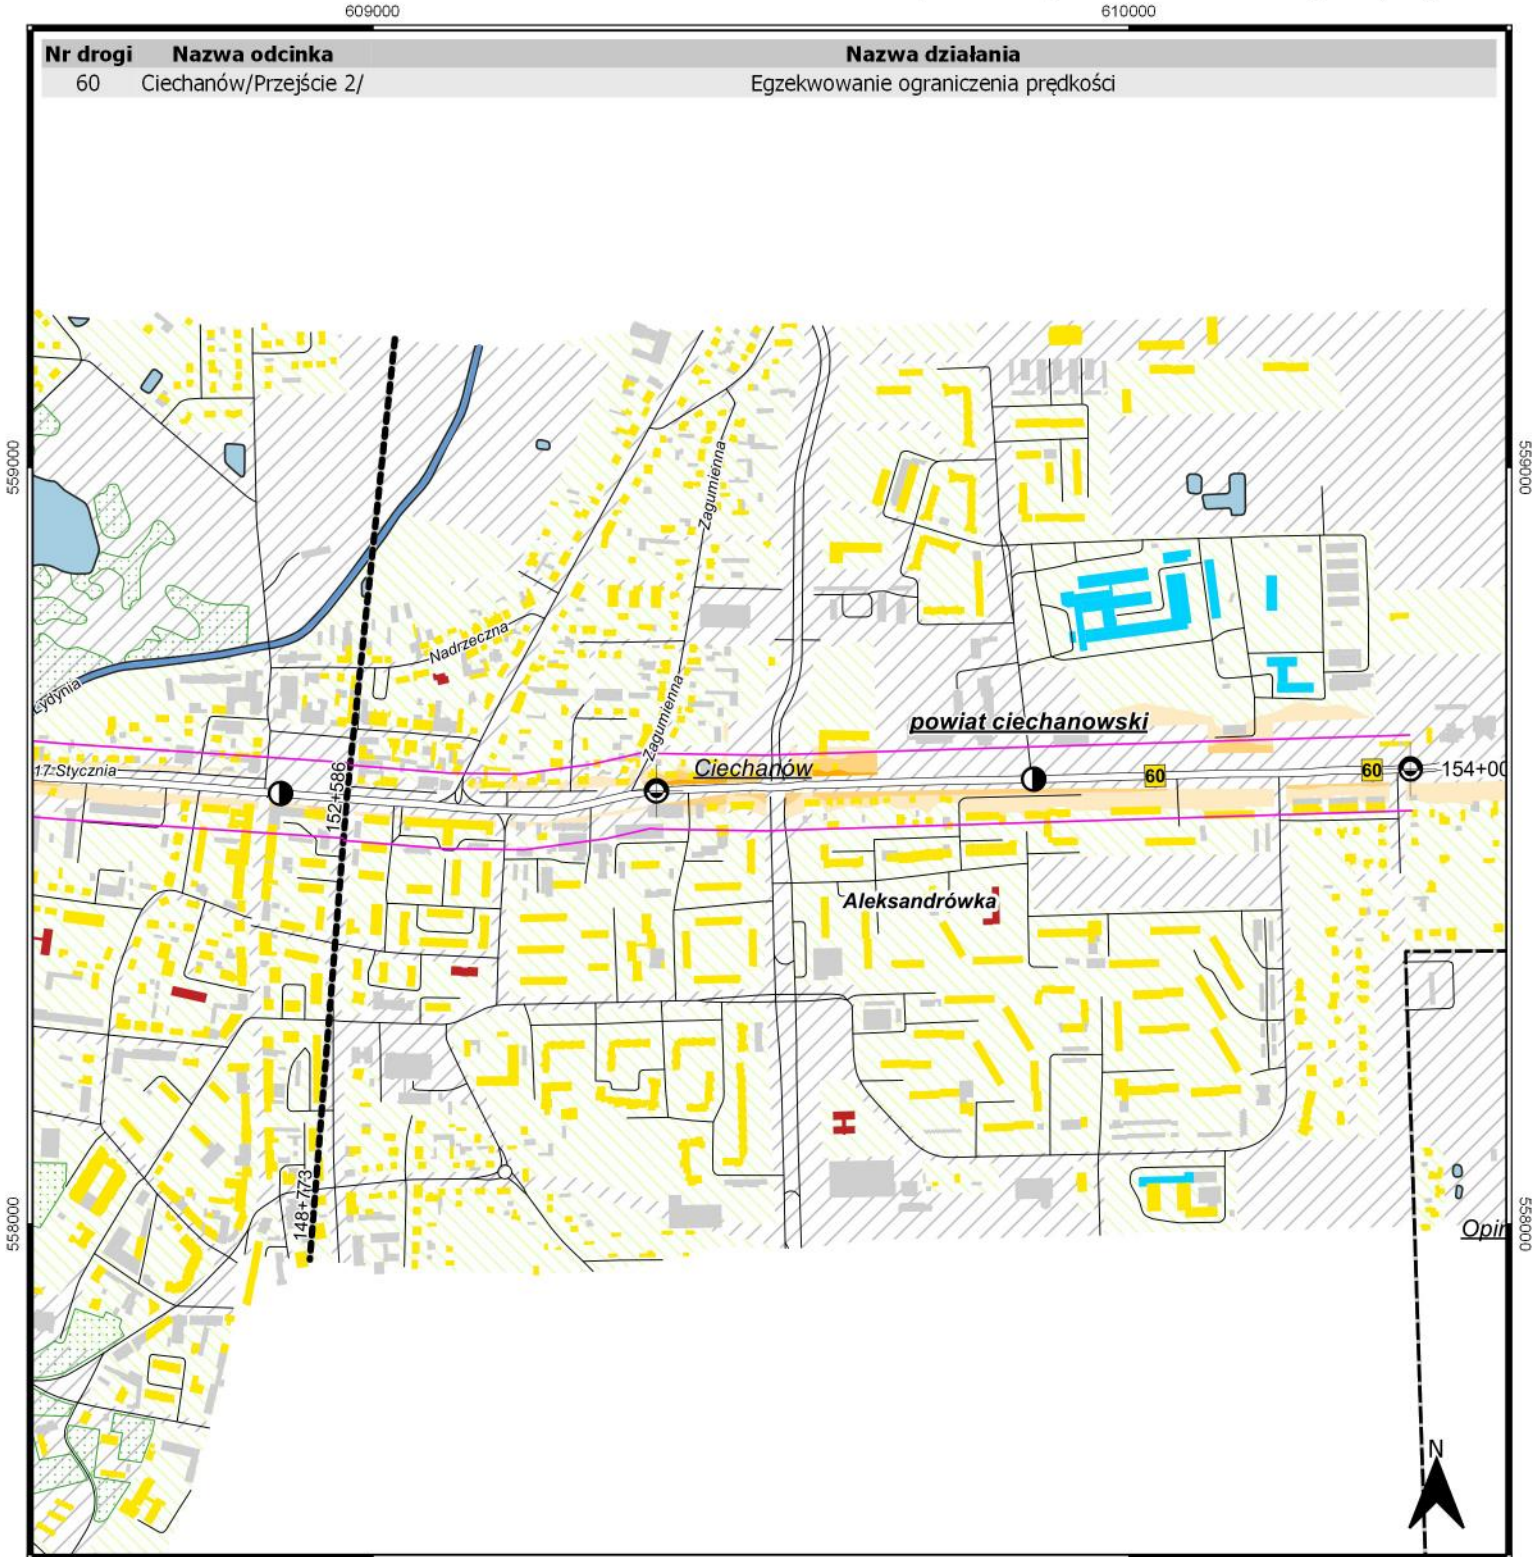 609000 610000
Nr drogi Nazwa odcinka Nazwa działania
60 Ciechanów/Przejście 2/ Egzekwowanie ograniczenia prędkości
559000
559000
Zagumienna
Nadrzeczna
Łydynia
Zagumienna
powiat ciechanowski
17 Stycznia
Ciechanów
60
60
154+00
152+586
Aleksandrówka
148+773
558000
558000
Opin
N